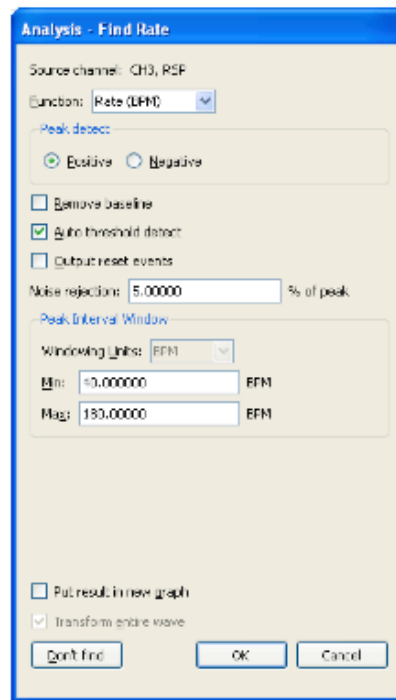 Analysis - Find Rate
Source channel: CH3, RSP
Function: Rate (BPM)
Peak detect
Positive Negative
Remove baseline
Auto threshold detect
Output reset events
Noise rejection: 5.00000 % of peak
Peak Interval Window
Windowing Units: BPM
Min: 40.000000 BPM
Max: 180.00000 BPM
Put result in new graph
Transform entire wave
Don't find OK Cancel